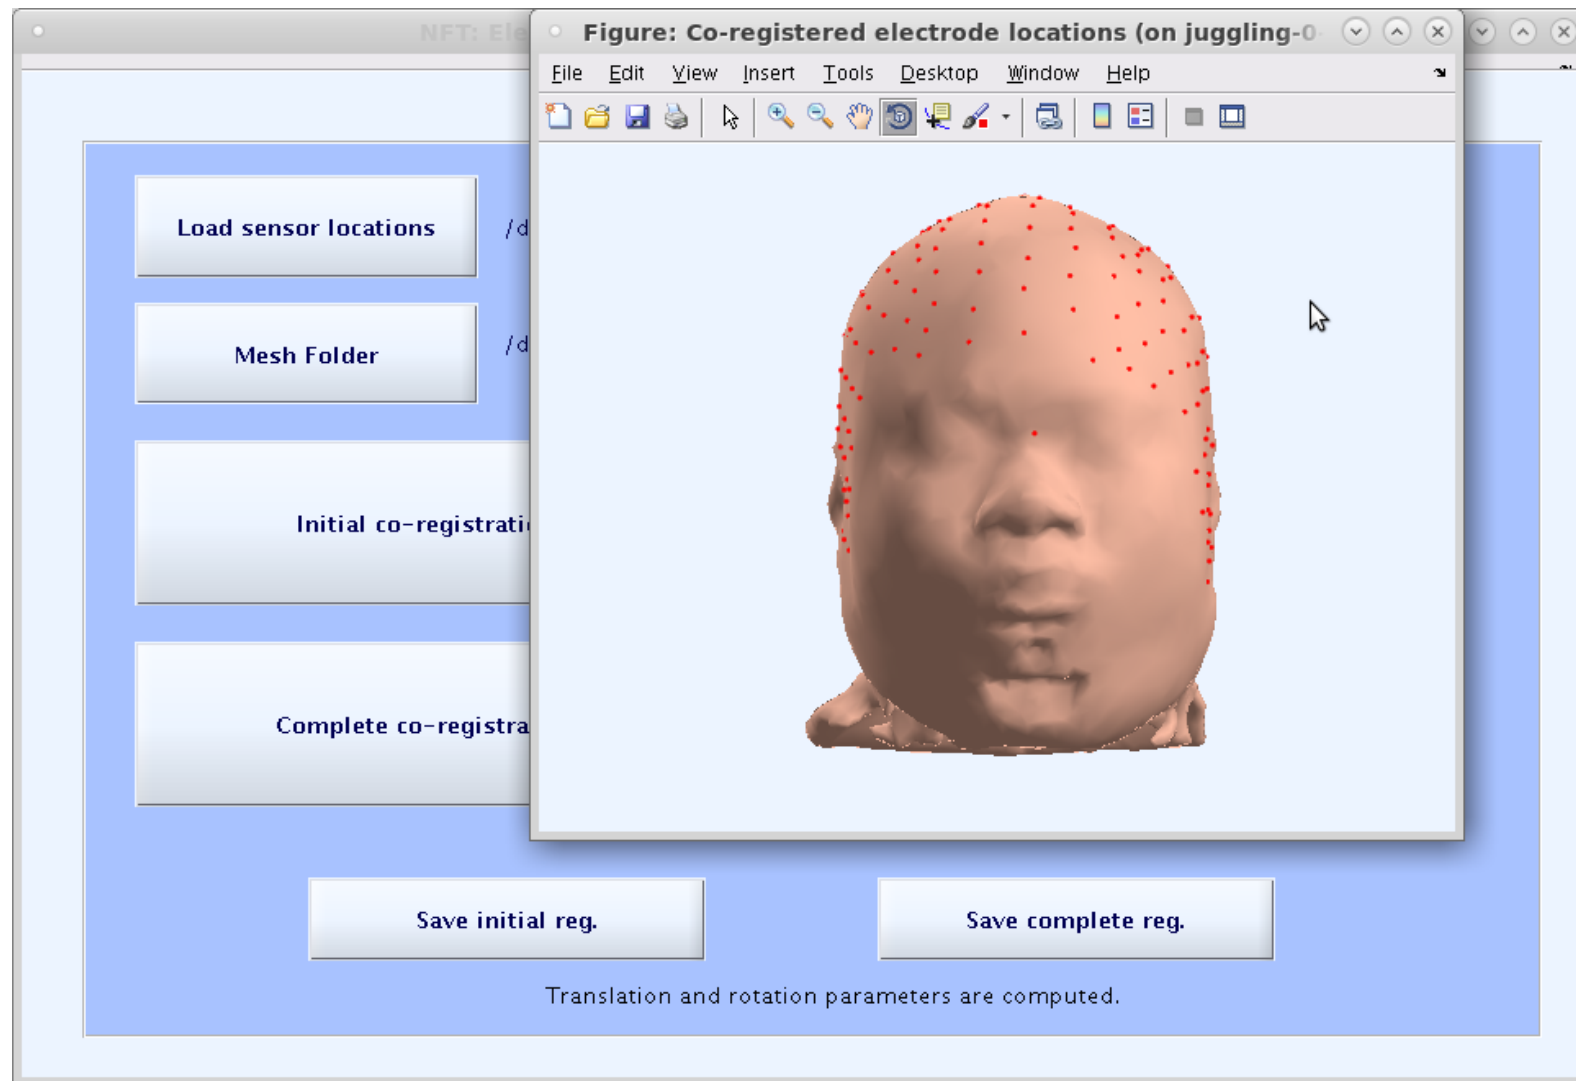 NFT: Ele
Figure: Co-registered electrode locations (on juggling-0
File Edit View Insert Tools Desktop Window Help
Load sensor locations
/d
Mesh Folder
/d
Initial co-registratio
Complete co-registra
Save initial reg.
Save complete reg.
Translation and rotation parameters are computed.